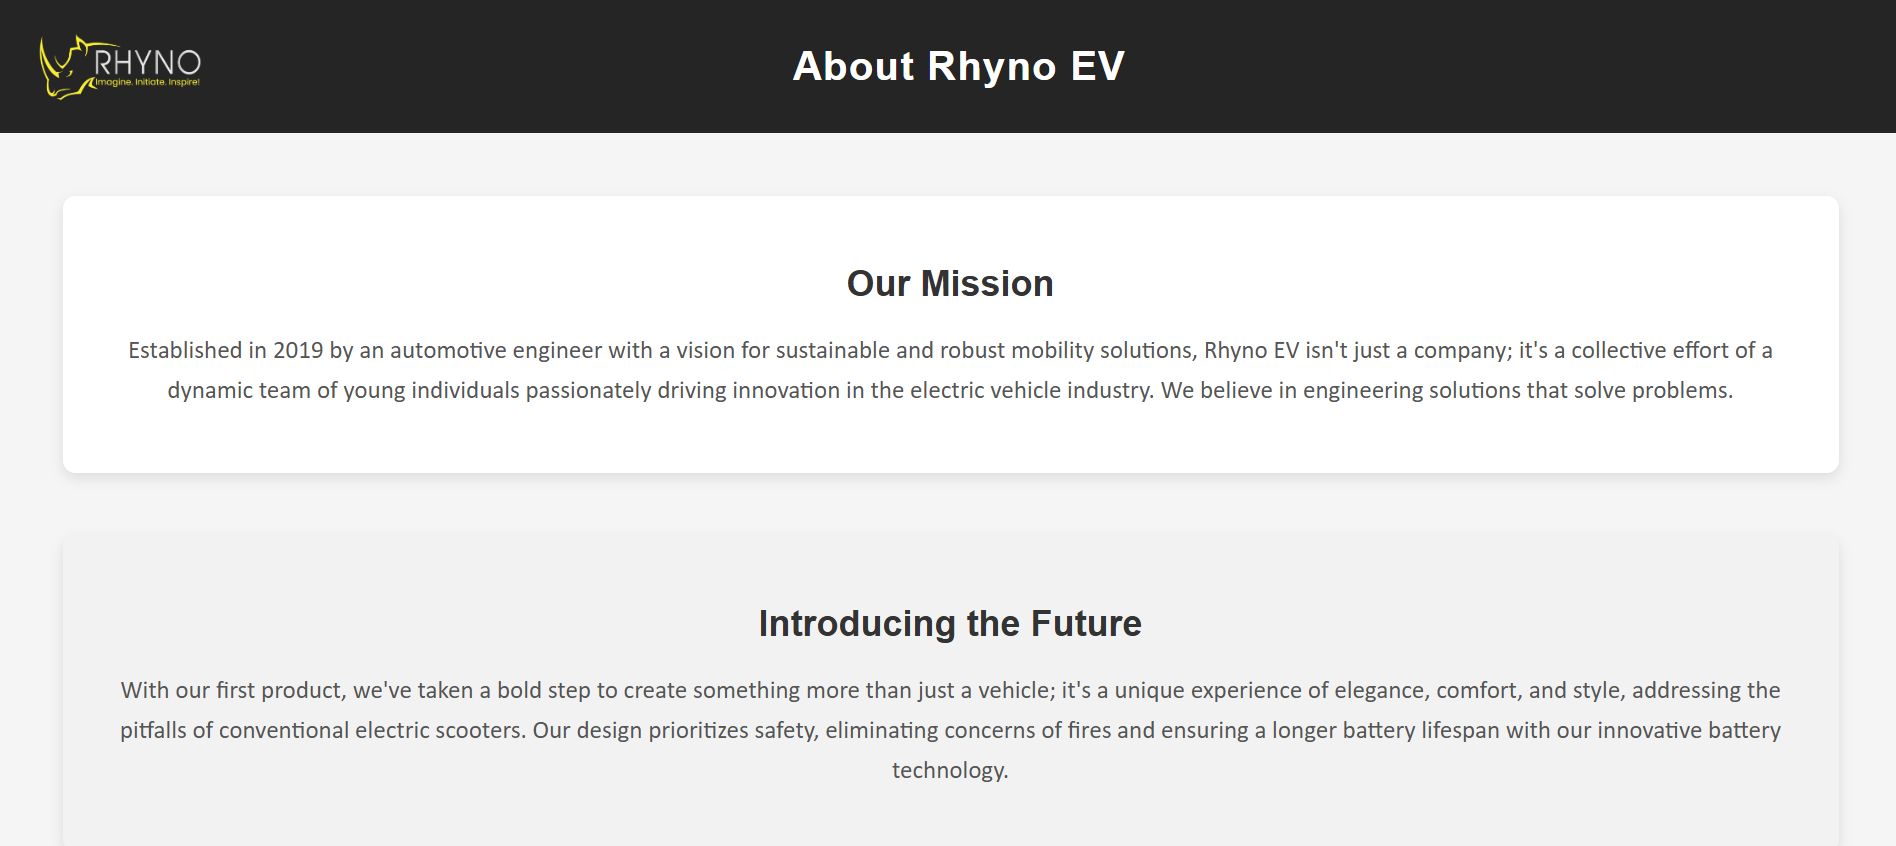 RHYNO
Imagine. Initiate. Inspire!
About Rhyno EV
Our Mission
Established in 2019 by an automotive engineer with a vision for sustainable and robust mobility solutions, Rhyno EV isn't just a company; it's a collective effort of a
dynamic team of young individuals passionately driving innovation in the electric vehicle industry. We believe in engineering solutions that solve problems.
Introducing the Future
With our first product, we've taken a bold step to create something more than just a vehicle; it's a unique experience of elegance, comfort, and style, addressing the
pitfalls of conventional electric scooters. Our design prioritizes safety, eliminating concerns of fires and ensuring a longer battery lifespan with our innovative battery
technology.